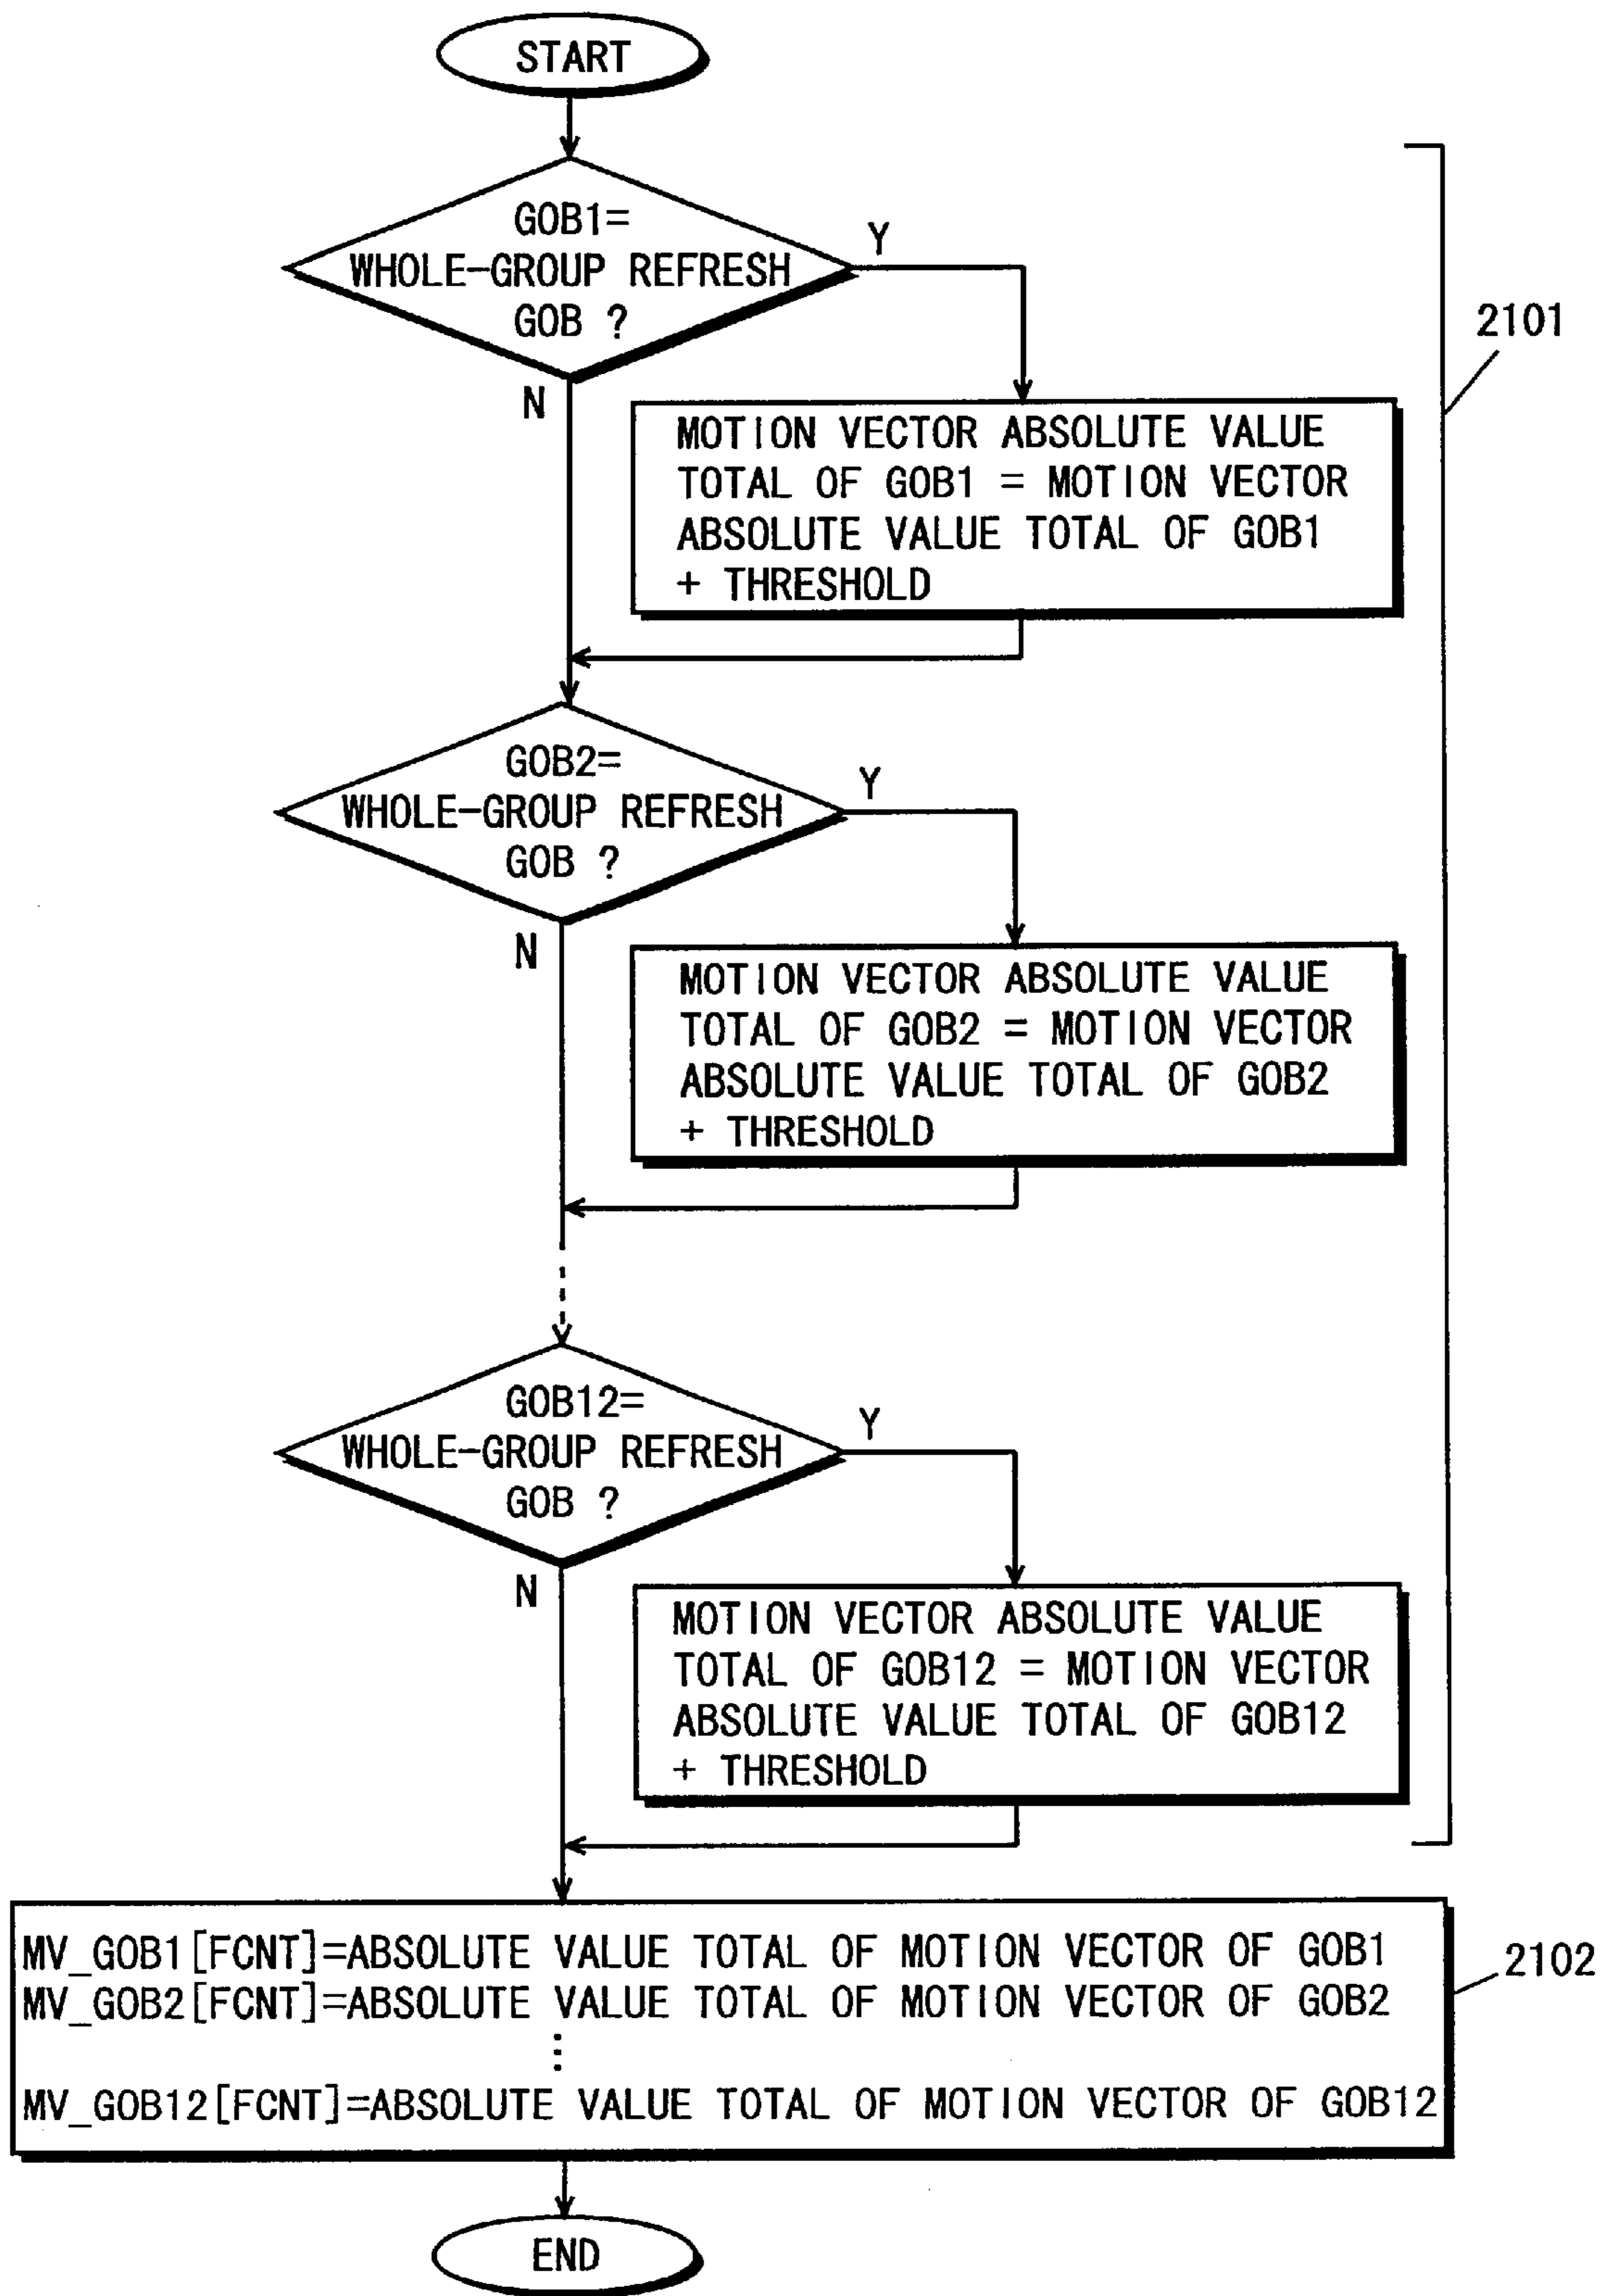 START
GOB1=
WHOLE-GROUP REFRESH
GOB ?
Y
N
2101
MOTION VECTOR ABSOLUTE VALUE
TOTAL OF GOB1 = MOTION VECTOR
ABSOLUTE VALUE TOTAL OF GOB1
+ THRESHOLD
GOB2=
WHOLE-GROUP REFRESH
GOB ?
Y
N
MOTION VECTOR ABSOLUTE VALUE
TOTAL OF GOB2 = MOTION VECTOR
ABSOLUTE VALUE TOTAL OF GOB2
+ THRESHOLD
GOB12=
WHOLE-GROUP REFRESH
GOB ?
Y
N
MOTION VECTOR ABSOLUTE VALUE
TOTAL OF GOB12 = MOTION VECTOR
ABSOLUTE VALUE TOTAL OF GOB12
+ THRESHOLD
MV_GOB1[FCNT]=ABSOLUTE VALUE TOTAL OF MOTION VECTOR OF GOB1
MV_GOB2[FCNT]=ABSOLUTE VALUE TOTAL OF MOTION VECTOR OF GOB2
⋮
MV_GOB12[FCNT]=ABSOLUTE VALUE TOTAL OF MOTION VECTOR OF GOB12
2102
END